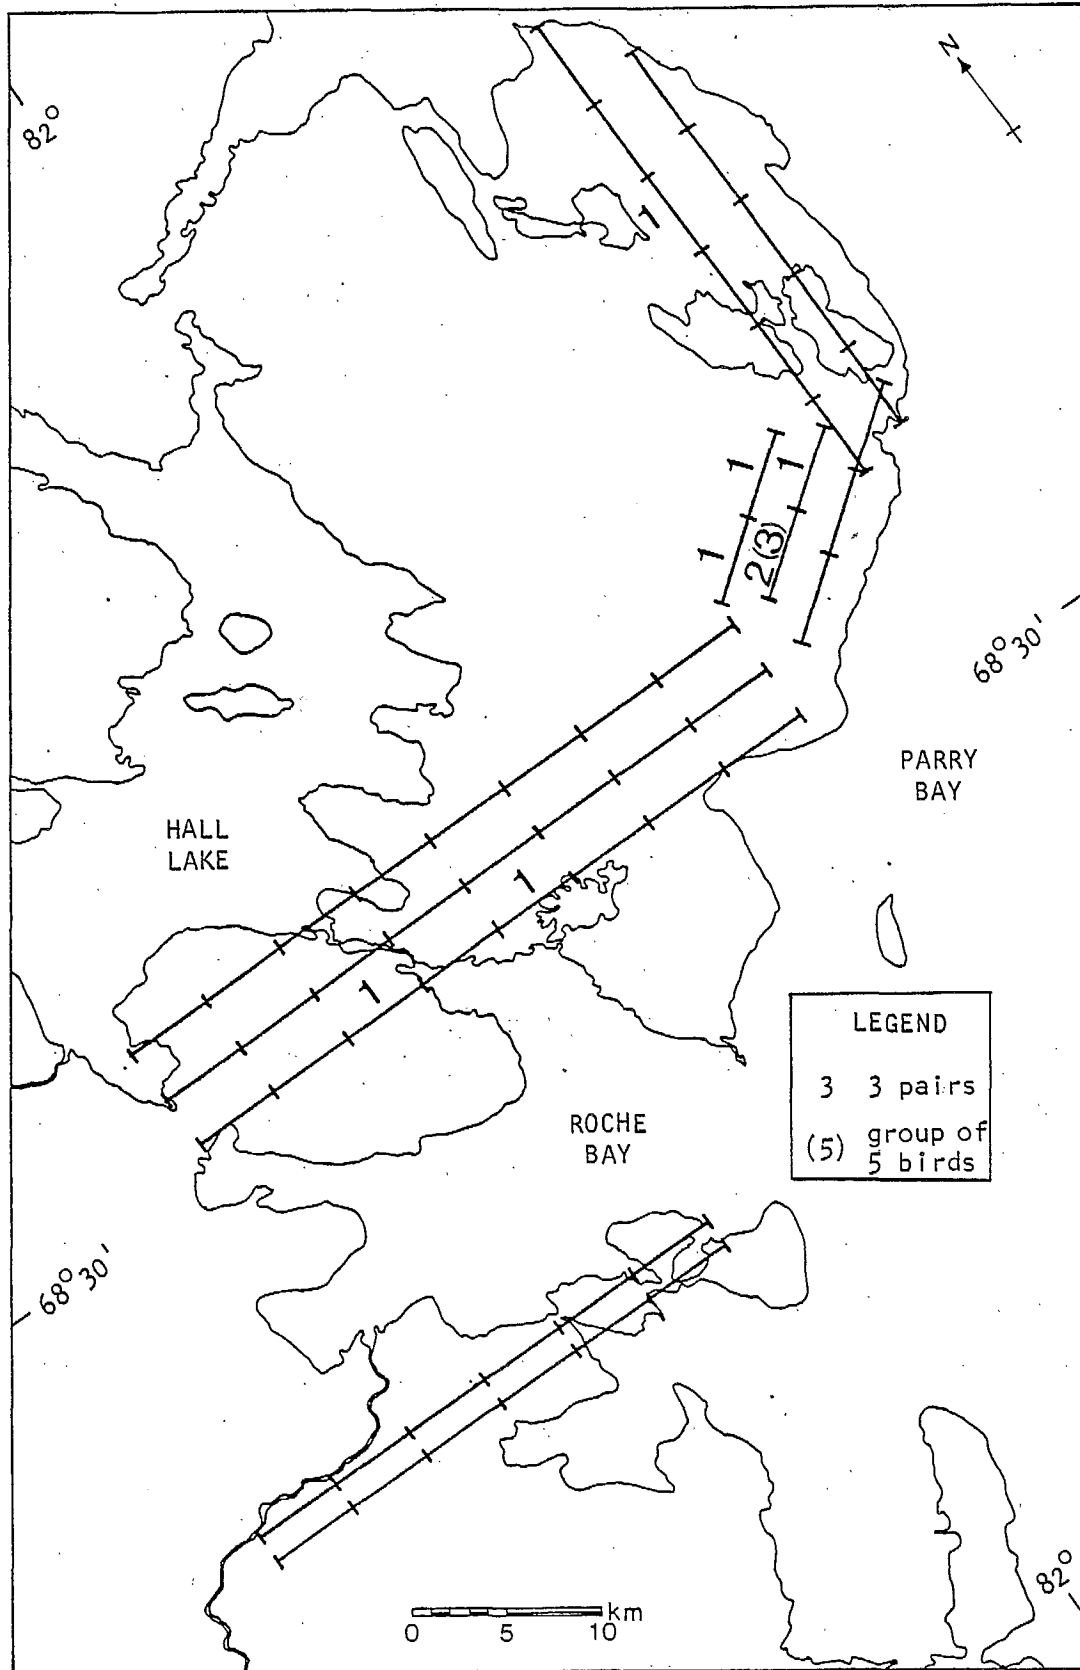 N
82°
1
1
1
1
2(3)
68° 30'
PARRY
BAY
HALL
LAKE
1
1
LEGEND
3 3 pairs
(5) group of
5 birds
ROCHE
BAY
68° 30'
82°
km
0 5 10